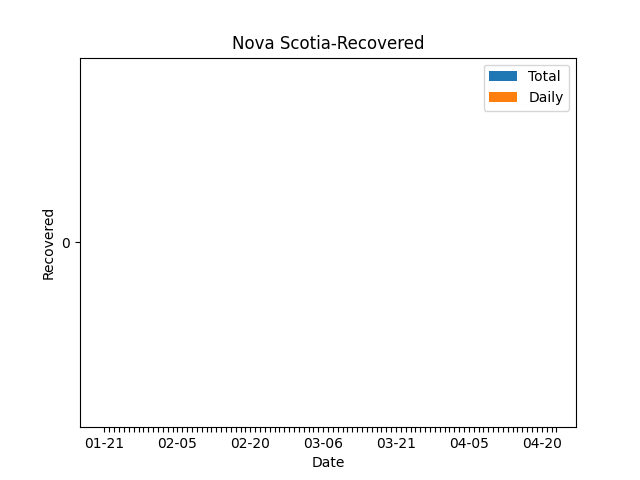 Nova Scotia-Recovered
Total
Daily
Recovered
0
01-21 02-05 02-20 03-06 03-21 04-05 04-20
Date